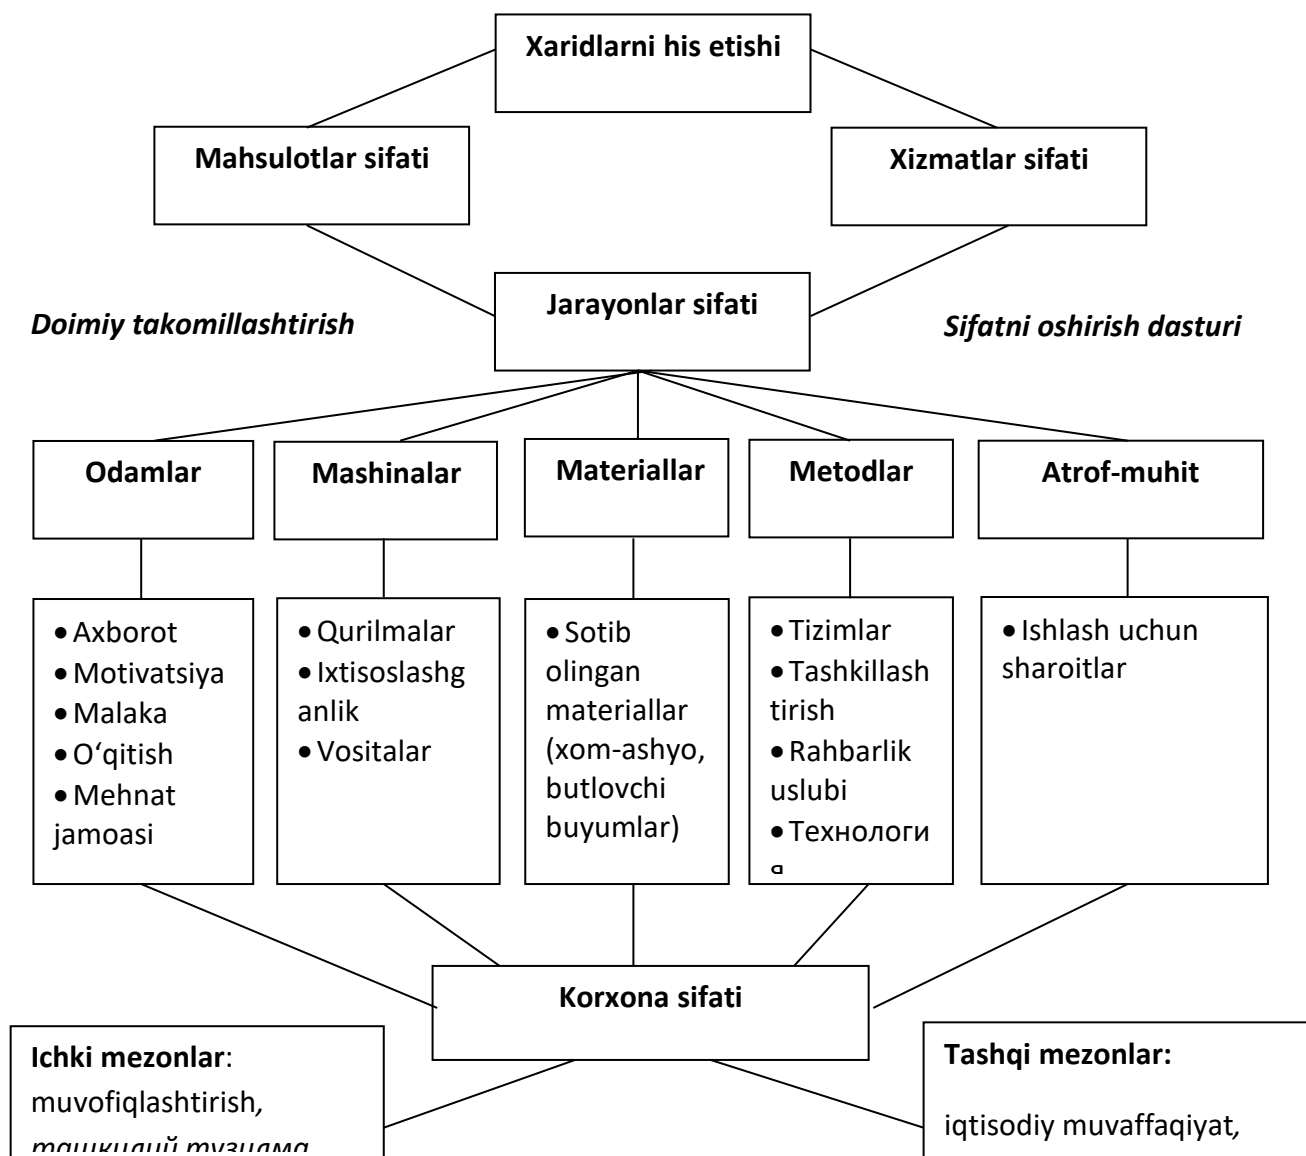 Xaridlarni his etishi
Mahsulotlar sifati
Xizmatlar sifati
Jarayonlar sifati
Doimiy takomillashtirish
Sifatni oshirish dasturi
Odamlar
Mashinalar
Materiallar
Metodlar
Atrof-muhit
• Axborot
• Motivatsiya
• Malaka
• O‘qitish
• Mehnat
jamoasi
• Qurilmalar
• Ixtisoslashg
anlik
• Vositalar
• Sotib
olingan
materiallar
(xom-ashyo,
butlovchi
buyumlar)
• Tizimlar
• Tashkillash
tirish
• Rahbarlik
uslubi
• Технологи
я
• Ishlash uchun
sharoitlar
Korxona sifati
Ichki mezonlar:
muvofiqlashtirish,
ташкилий тузилма
Tashqi mezonlar:
iqtisodiy muvaffaqiyat,